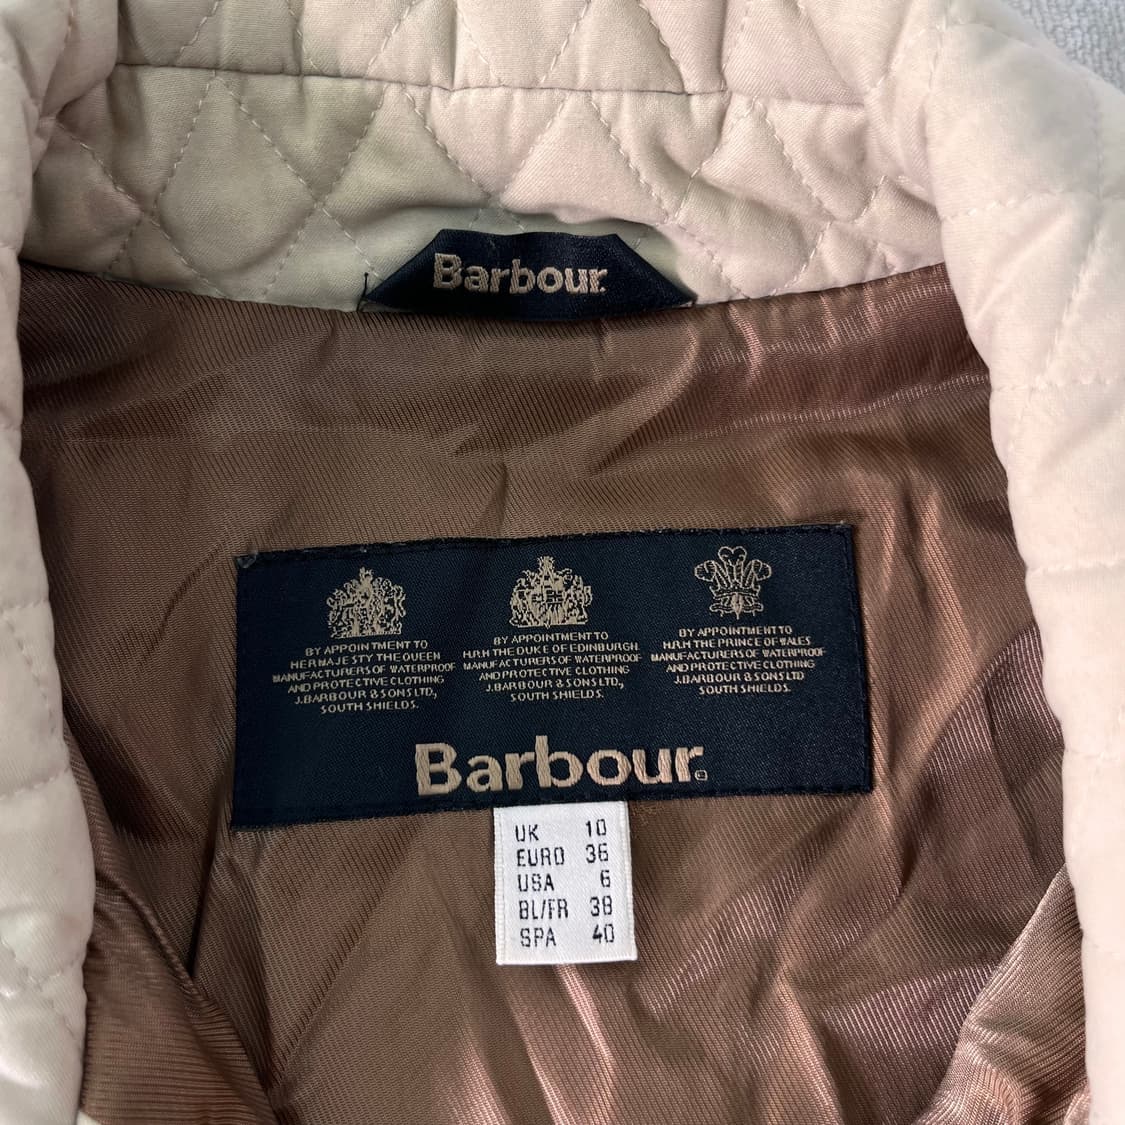 Barbour.
BY APPOINTMENT TO
HER MAJESTY THE QUEEN
MANUFACTURERS OF WATERPROOF
AND PROTECTIVE CLOTHING
J.BARBOUR & SONS LTD,
SOUTH SHIELDS.
BY APPOINTMENT TO
H.R.H THE DUKE OF EDINBURGH
MANUFACTURERS OF WATERPROOF
AND PROTECTIVE CLOTHING
J.BARBOUR & SONS LTD.,
SOUTH SHIELDS.
BY APPOINTMENT TO
H.R.H THE PRINCE OF WALES
MANUFACTURERS OF WATERPROOF
AND PROTECTIVE CLOTHING
J.BARBOUR & SONS LTD
SOUTH SHIELDS.
Barbour®
UK 10
EURO 36
USA 6
BL/FR 38
SPA 40